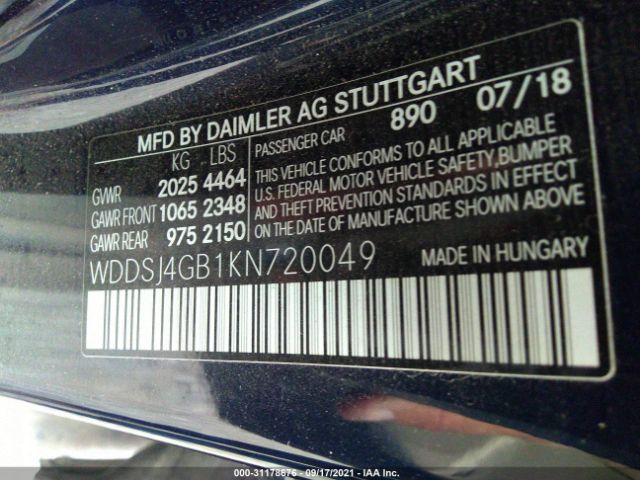 MFD BY DAIMLER AG STUTTGART
KG LBS
GVWR 2025 4464
GAWR FRONT 1065 2348
GAWR REAR 975 2150
PASSENGER CAR 890 07/18
THIS VEHICLE CONFORMS TO ALL APPLICABLE
U.S. FEDERAL MOTOR VEHICLE SAFETY, BUMPER
AND THEFT PREVENTION STANDARDS IN EFFECT
ON THE DATE OF MANUFACTURE SHOWN ABOVE
WDDSJ4GB1KN720049 MADE IN HUNGARY
000-31178876 - 09/17/2021 - IAA Inc.